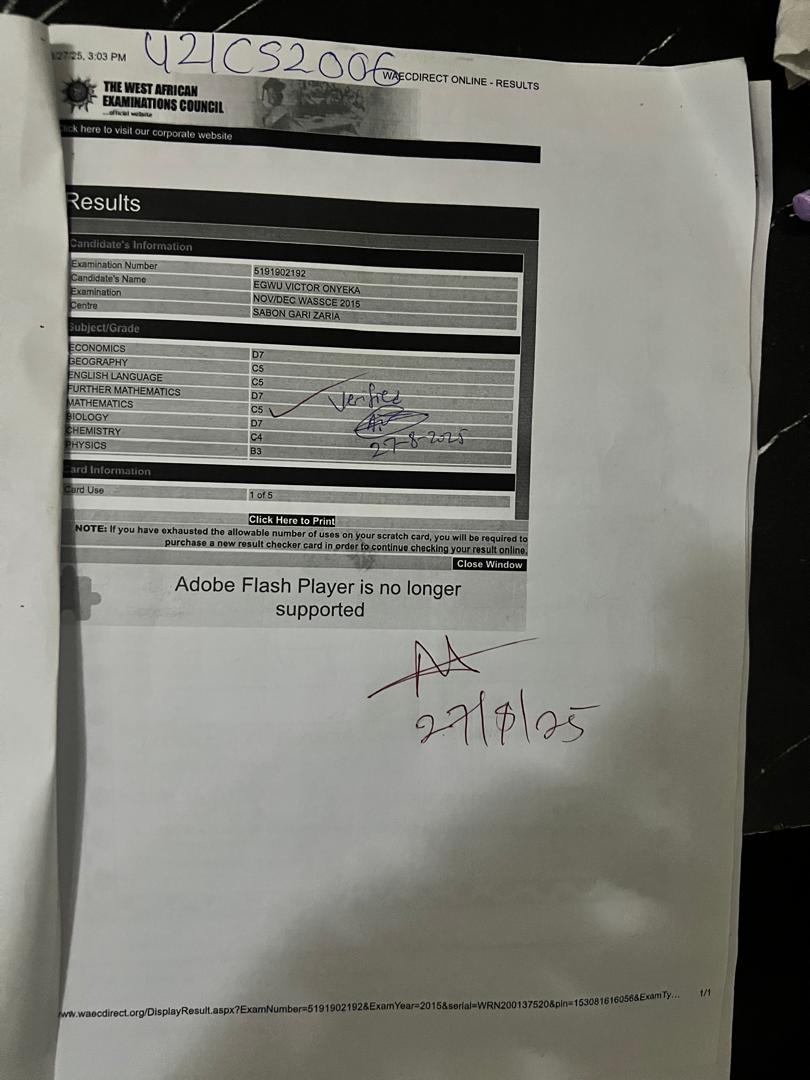 /27/25, 3:03 PM
U21CS2006
WAECDIRECT ONLINE - RESULTS
THE WEST AFRICAN
EXAMINATIONS COUNCIL
...official website
ick here to visit our corporate website
Results
Candidate's Information
Examination Number 5191902192
Candidate's Name EGWU VICTOR ONYEKA
Examination NOV/DEC WASSCE 2015
Centre SABON GARI ZARIA
Subject/Grade
ECONOMICS D7
GEOGRAPHY C5
ENGLISH LANGUAGE C5
FURTHER MATHEMATICS D7
MATHEMATICS C5
BIOLOGY D7
CHEMISTRY C4
PHYSICS B3
Verified
27-8-2025
Card Information
Card Use 1 of 5
Click Here to Print
NOTE: If you have exhausted the allowable number of uses on your scratch card, you will be required to
purchase a new result checker card in order to continue checking your result online.
Close Window
Adobe Flash Player is no longer
supported
27/8/25
ww.waecdirect.org/DisplayResult.aspx?ExamNumber=5191902192&ExamYear=2015&serial=WRN200137520&pin=153081616056&ExamTy... 1/1